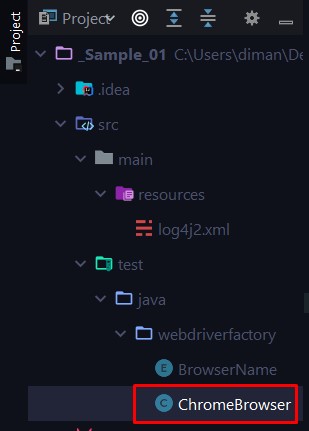 Project
Project
_Sample_01 C:\Users\diman\De
.idea
src
main
resources
log4j2.xml
test
java
webdriverfactory
E BrowserName
C ChromeBrowser